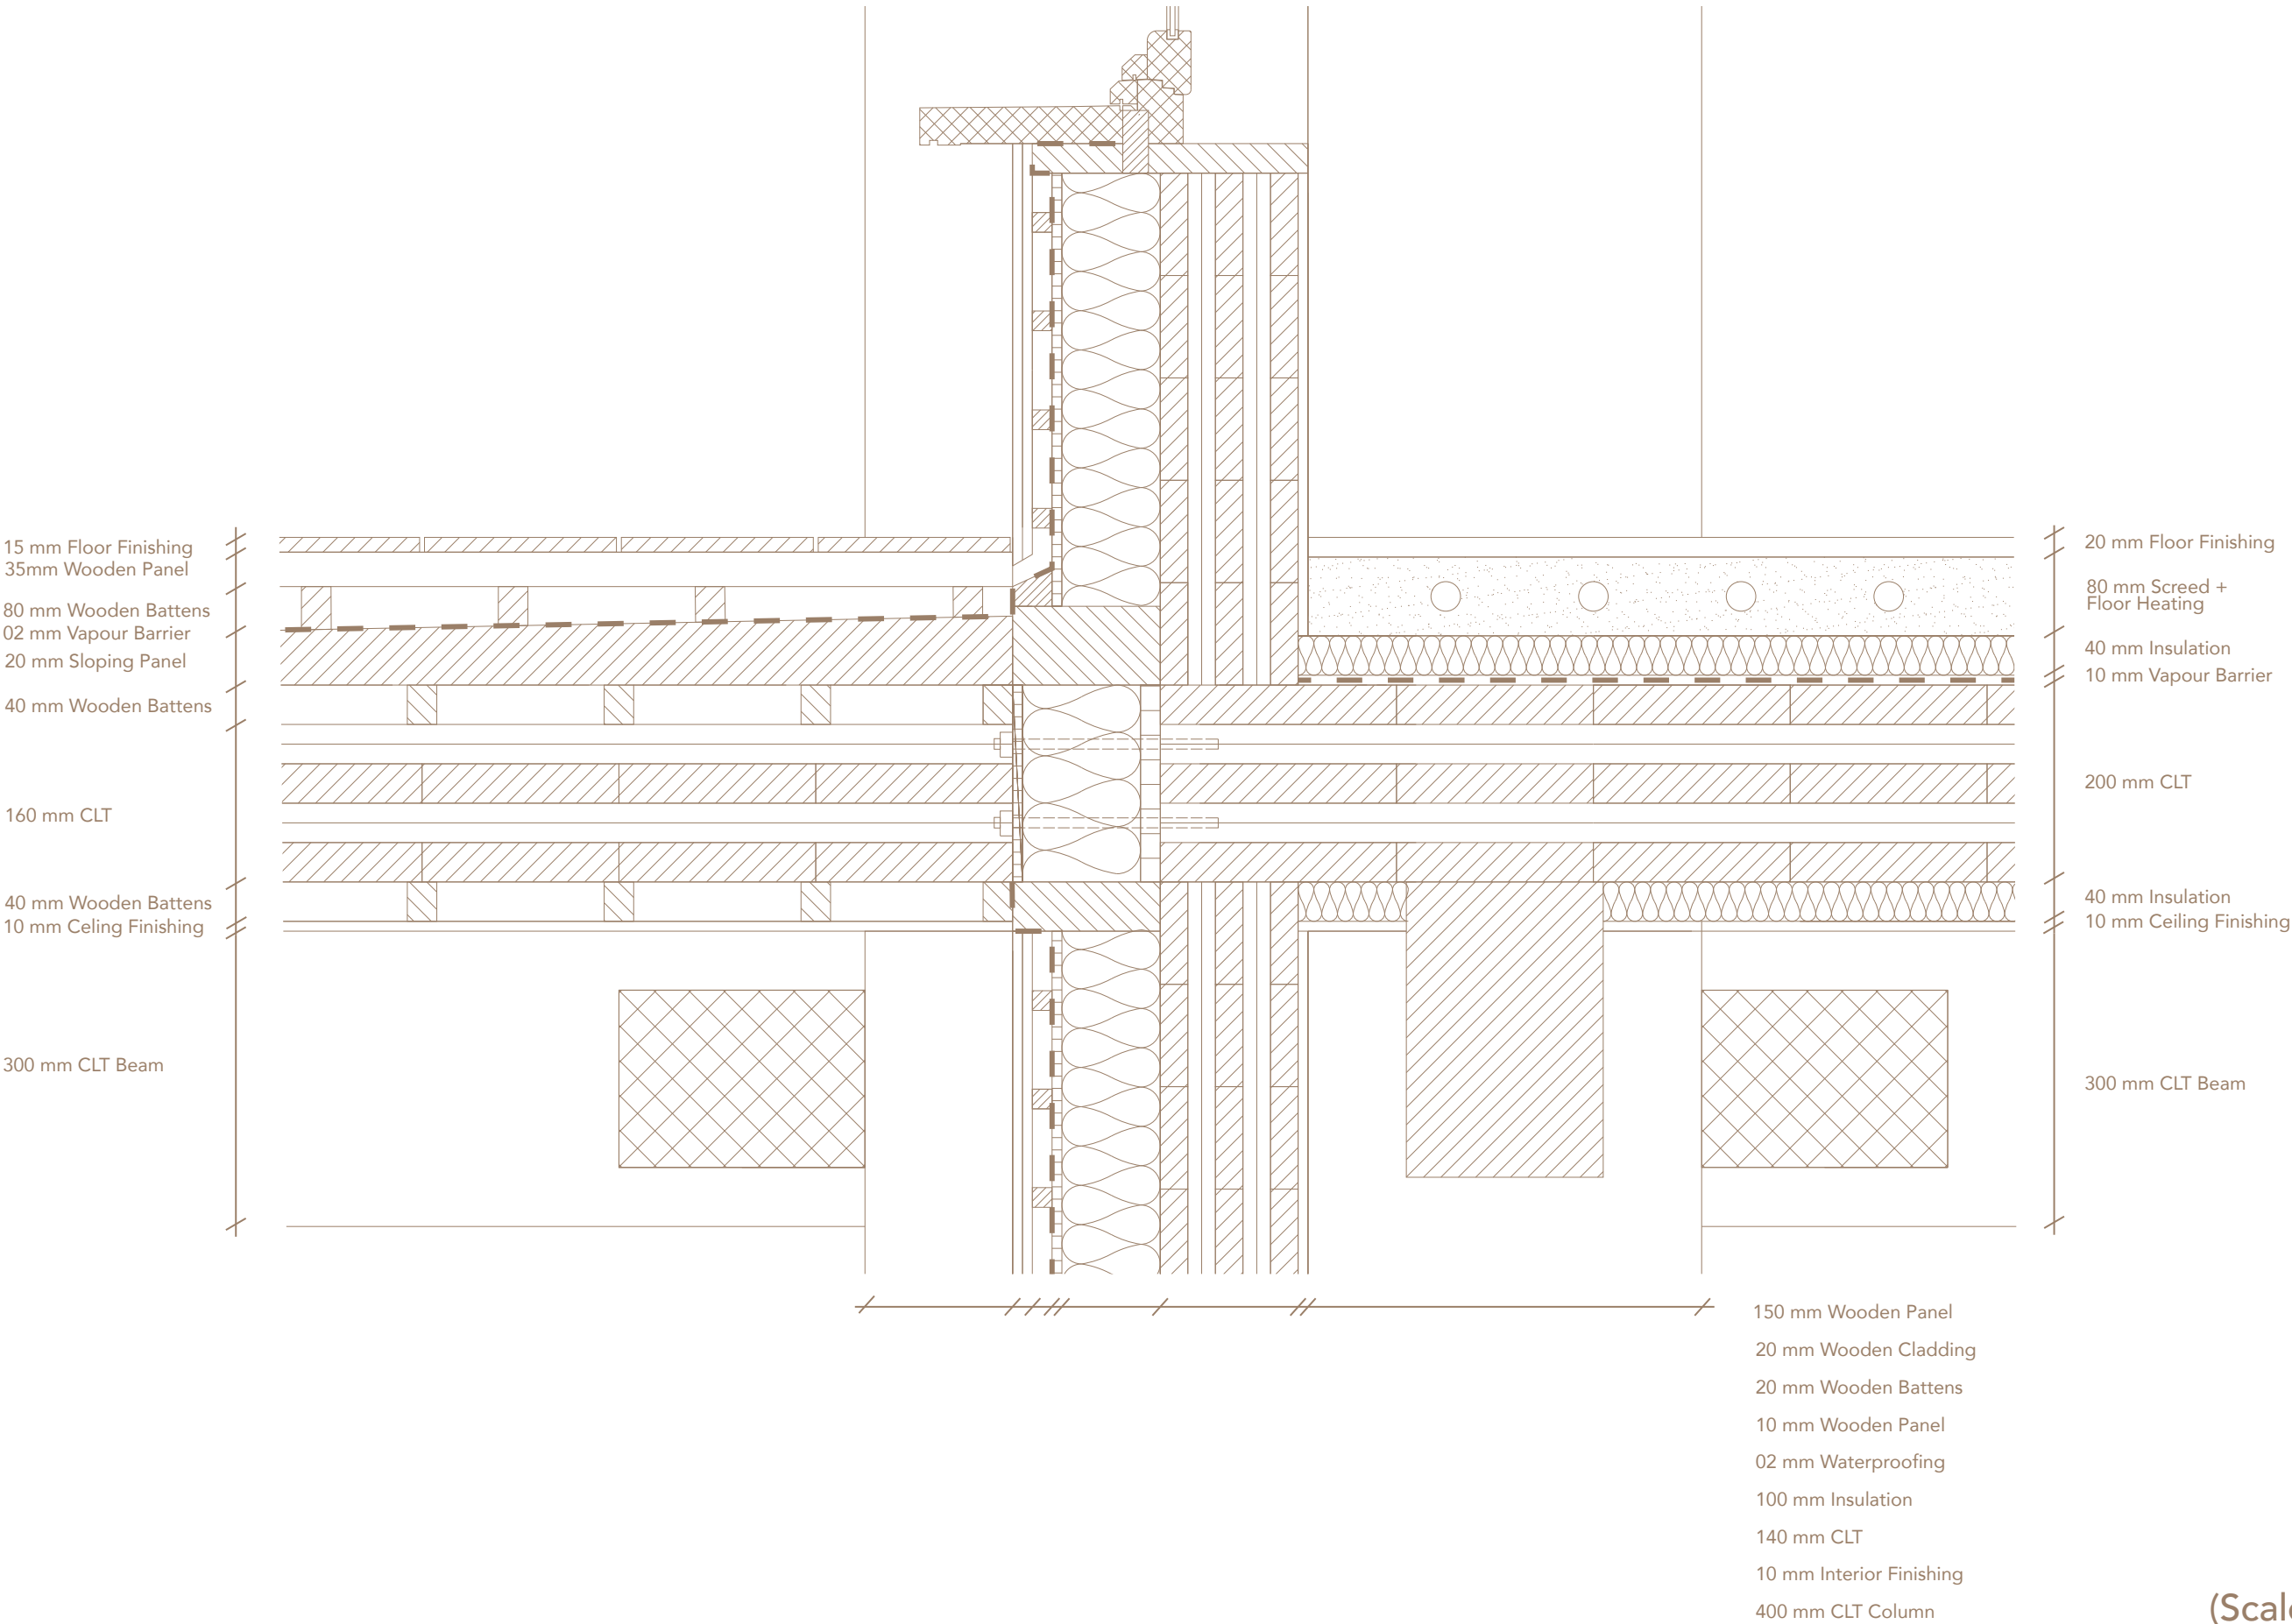 15 mm Floor Finishing
35mm Wooden Panel
80 mm Wooden Battens
02 mm Vapour Barrier
20 mm Sloping Panel
40 mm Wooden Battens
160 mm CLT
40 mm Wooden Battens
10 mm Celing Finishing
300 mm CLT Beam
20 mm Floor Finishing
80 mm Screed +
Floor Heating
40 mm Insulation
10 mm Vapour Barrier
200 mm CLT
40 mm Insulation
10 mm Ceiling Finishing
300 mm CLT Beam
150 mm Wooden Panel
20 mm Wooden Cladding
20 mm Wooden Battens
10 mm Wooden Panel
02 mm Waterproofing
100 mm Insulation
140 mm CLT
10 mm Interior Finishing
400 mm CLT Column